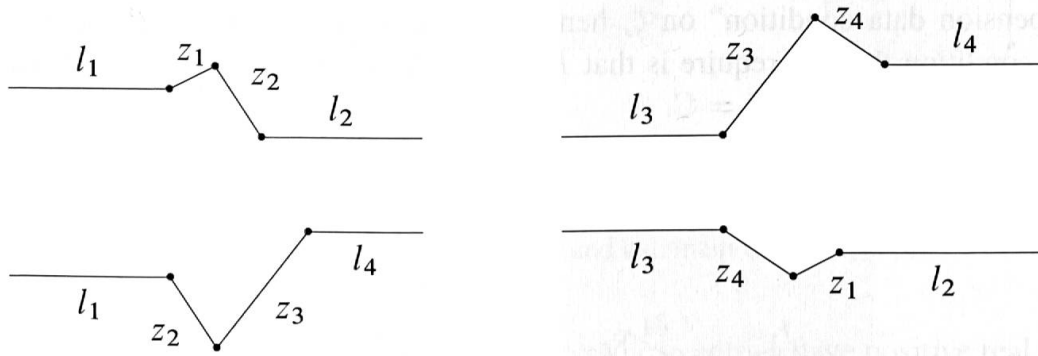 l₁ z₁ z₂ l₂
l₁ z₂ z₃ l₄
l₃ z₃ z₄ l₄
l₃ z₄ z₁ l₂